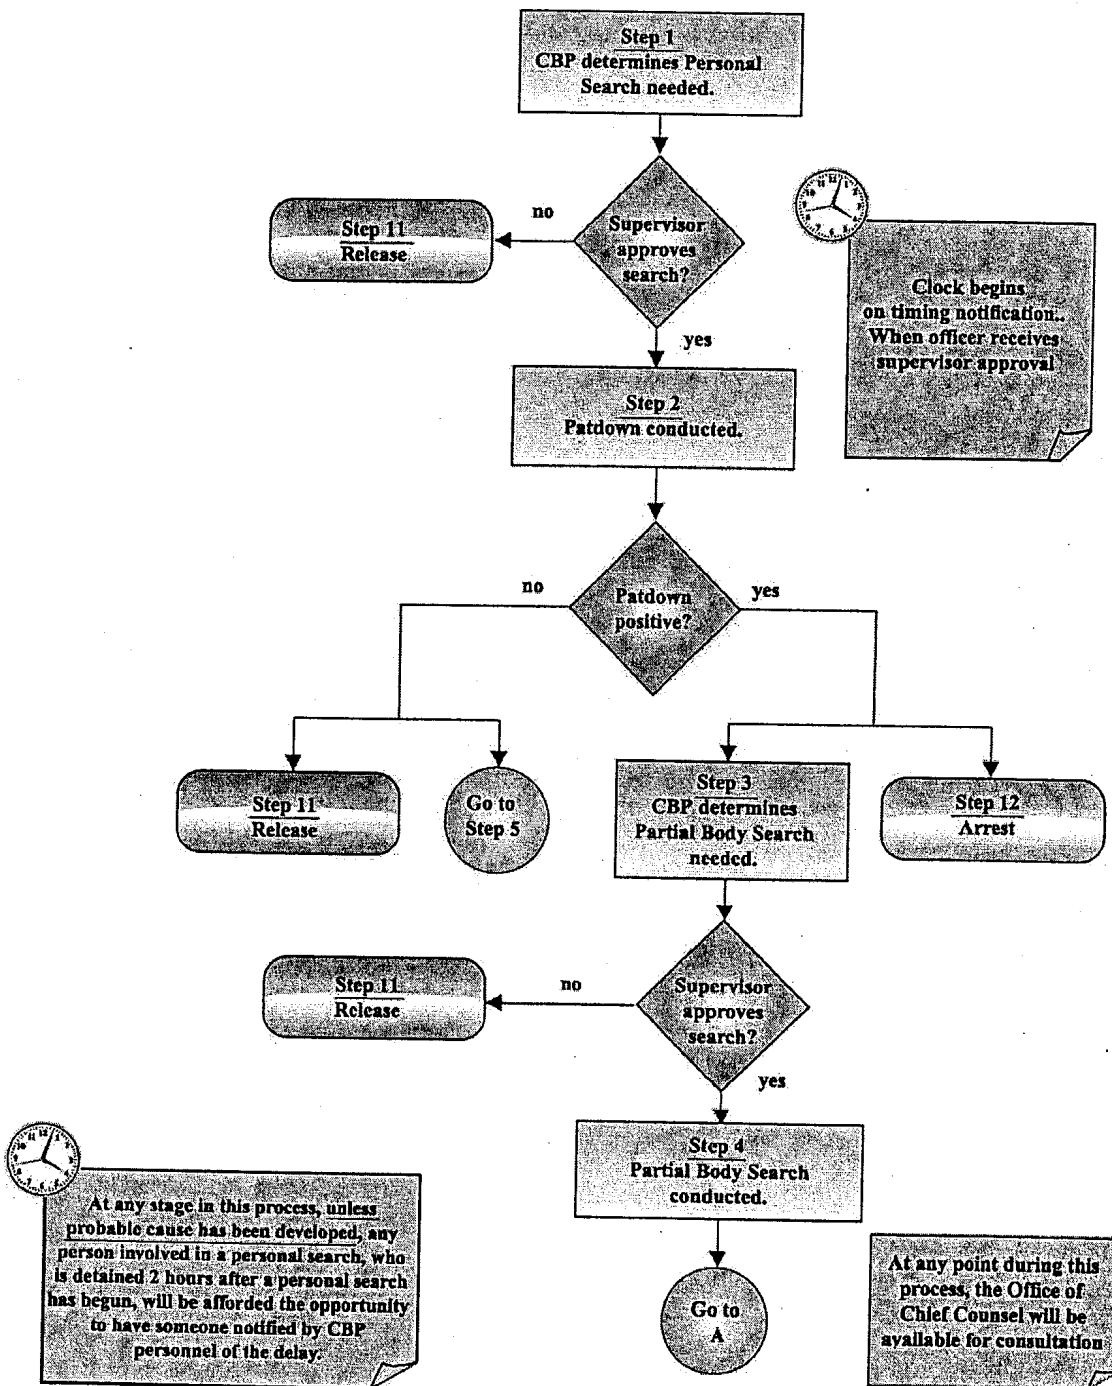 Step 1
CBP determines Personal
Search needed.
no
Supervisor
approves
search?
Step 11
Release
Clock begins
on timing notification..
When officer receives
supervisor approval
yes
Step 2
Patdown conducted.
no
Patdown
positive?
yes
Step 11
Release
Go to
Step 5
Step 3
CBP determines
Partial Body Search
needed.
Step 12
Arrest
Step 11
Release
no
Supervisor
approves
search?
yes
Step 4
Partial Body Search
conducted.
At any stage in this process, unless
probable cause has been developed, any
person involved in a personal search, who
is detained 2 hours after a personal search
has begun, will be afforded the opportunity
to have someone notified by CBP
personnel of the delay.
Go to
A
At any point during this
process, the Office of
Chief Counsel will be
available for consultation